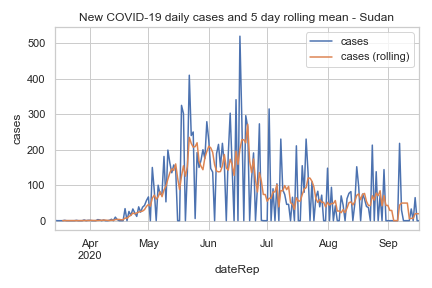 New COVID-19 daily cases and 5 day rolling mean - Sudan
cases
cases (rolling)
500
400
300
200
100
0
cases
Apr
2020
May
Jun
Jul
Aug
Sep
dateRep